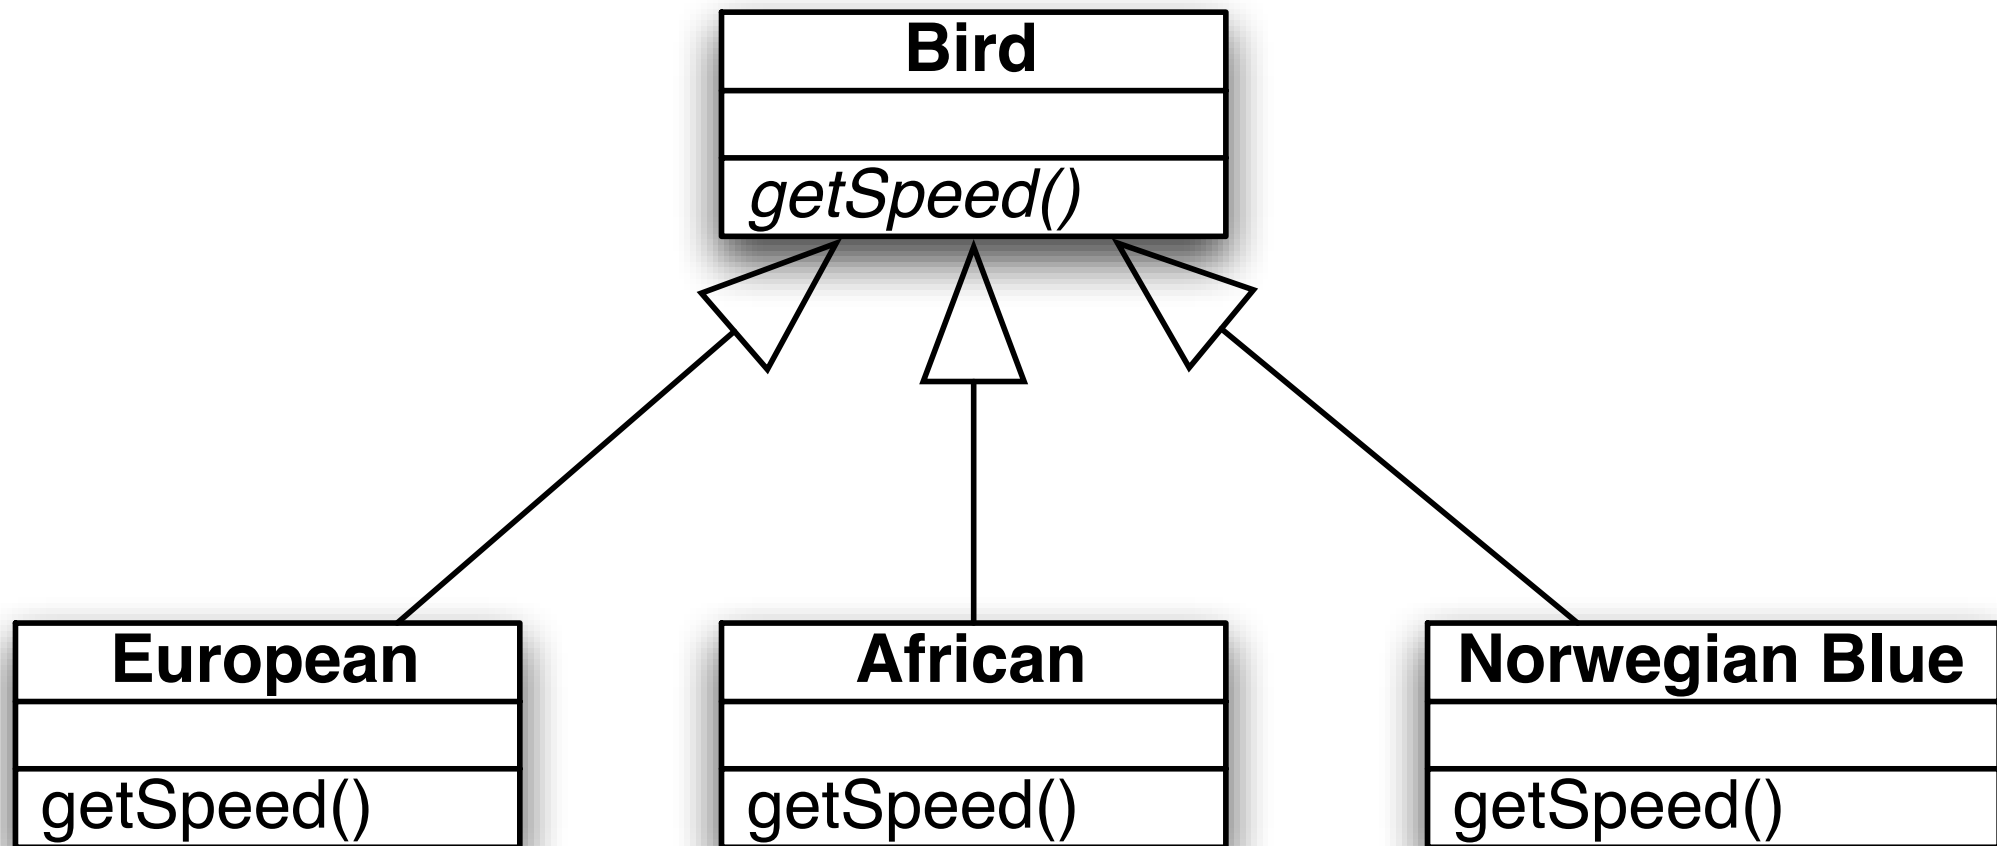 Bird
getSpeed()
European
African
Norwegian Blue
getSpeed()
getSpeed()
getSpeed()